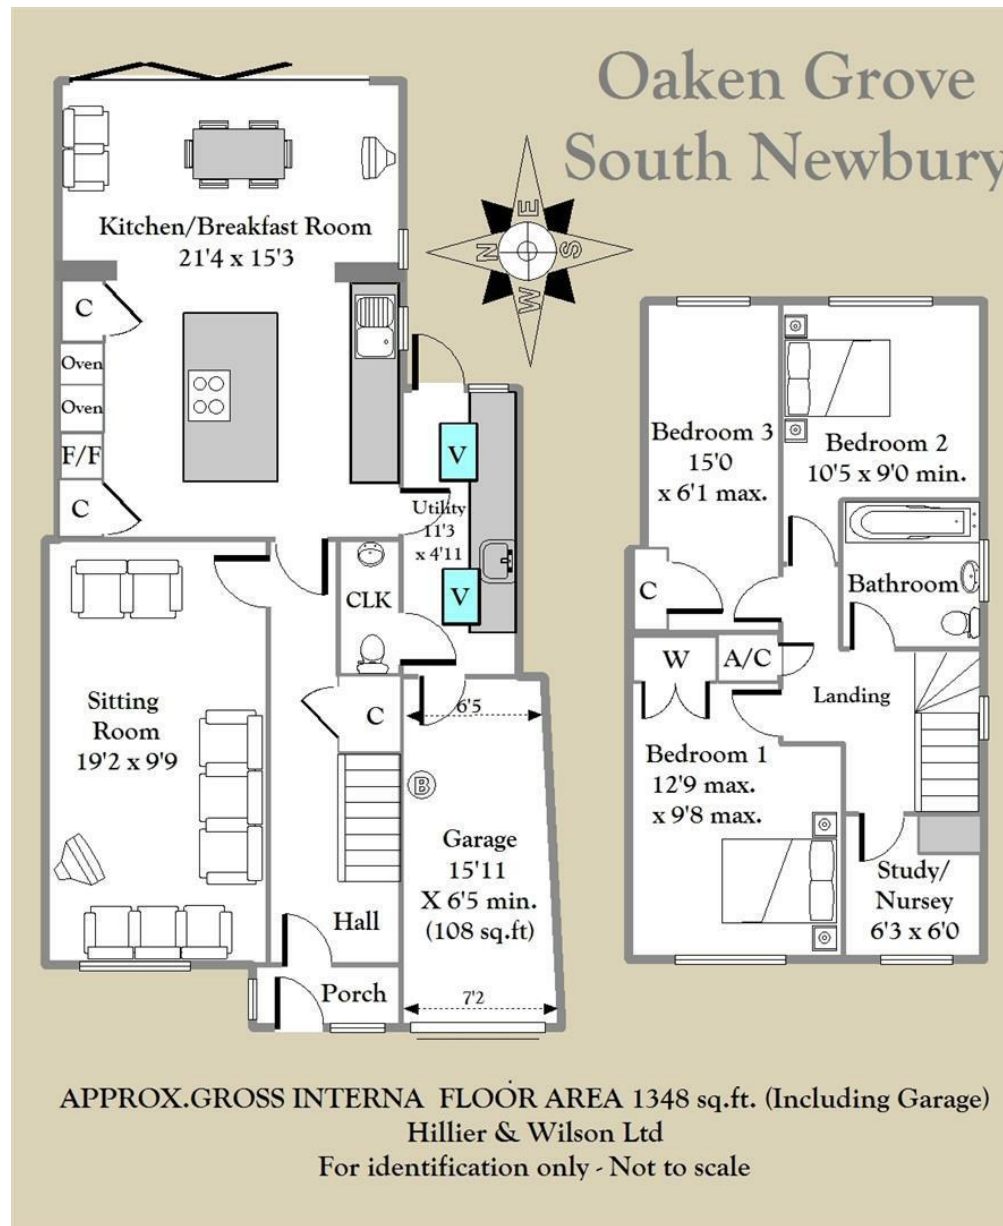 Oaken Grove
South Newbury
Kitchen/Breakfast Room
21'4 x 15'3
E
N
S
W
C
Oven
Oven
F/F
C
V
Utility
11'3
x 4'11
V
CLK
Sitting
Room
19'2 x 9'9
C
6'5
B
Garage
15'11
X 6'5 min.
(108 sq.ft)
Hall
Porch
7'2
Bedroom 3
15'0
x 6'1 max.
Bedroom 2
10'5 x 9'0 min.
C
Bathroom
W
A/C
Landing
Bedroom 1
12'9 max.
x 9'8 max.
Study/
Nursey
6'3 x 6'0
APPROX.GROSS INTERNA FLOOR AREA 1348 sq.ft. (Including Garage)
Hillier & Wilson Ltd
For identification only - Not to scale